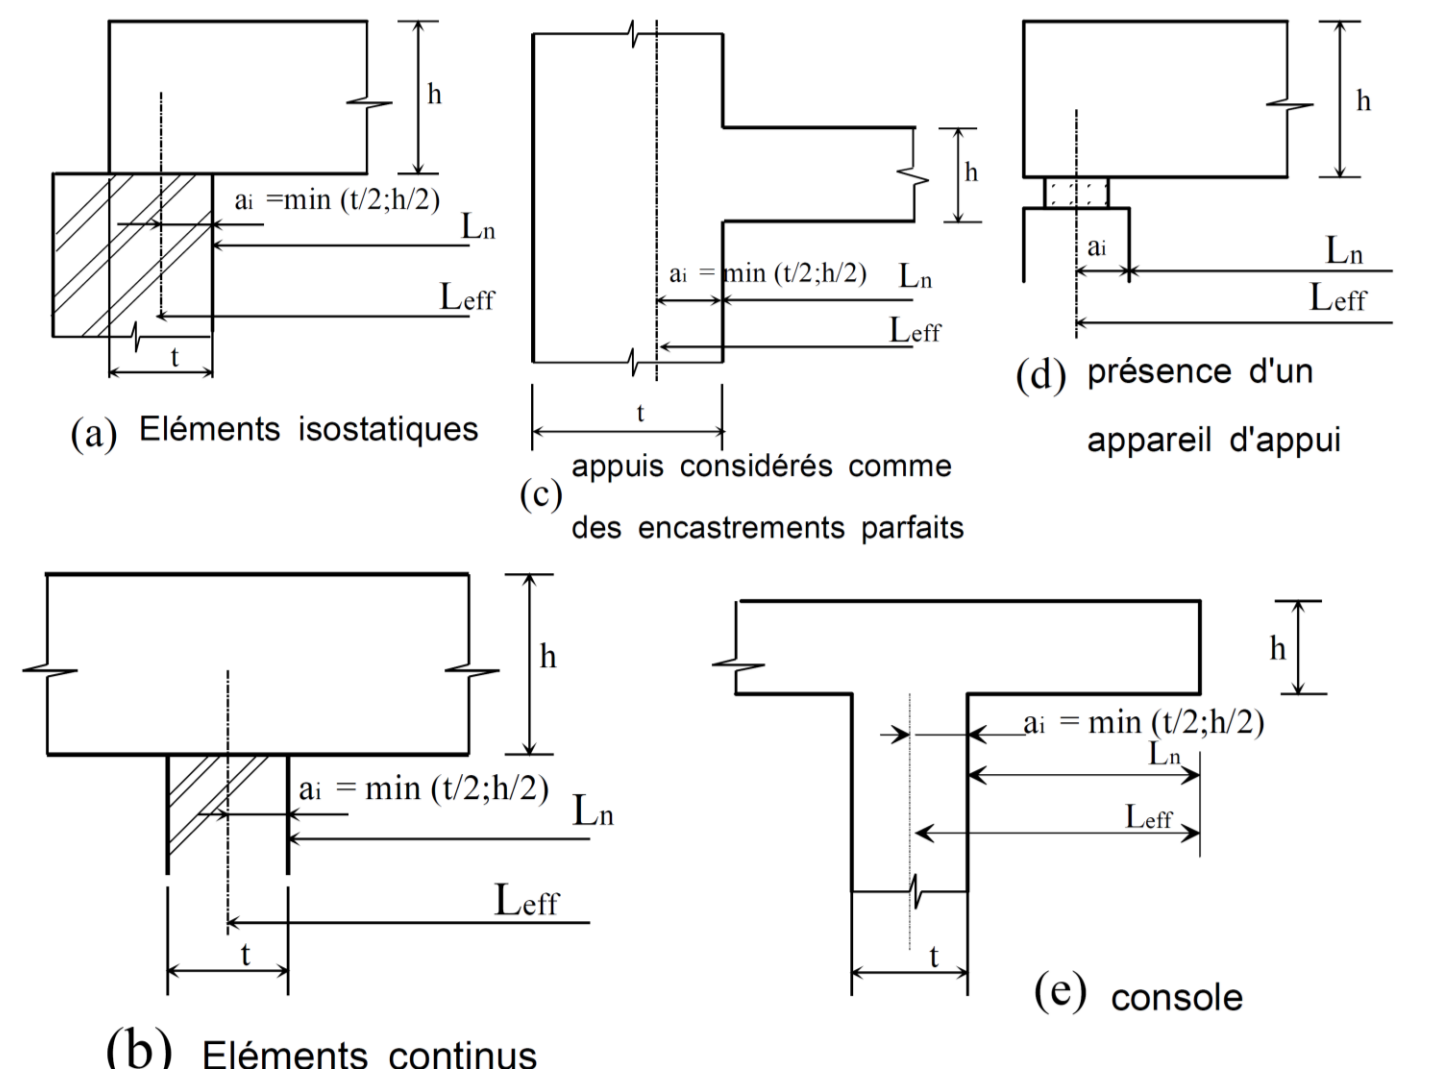 h
ai =min (t/2;h/2)
Ln
Leff
t
(a) Eléments isostatiques
h
ai = min (t/2;h/2) Ln
Leff
t
(c) appuis considérés comme
des encastrements parfaits
h
ai
Ln
Leff
(d) présence d'un
appareil d'appui
h
ai = min (t/2;h/2)
Ln
Leff
t
(b) Eléments continus
h
ai = min (t/2;h/2)
Ln
Leff
t
(e) console